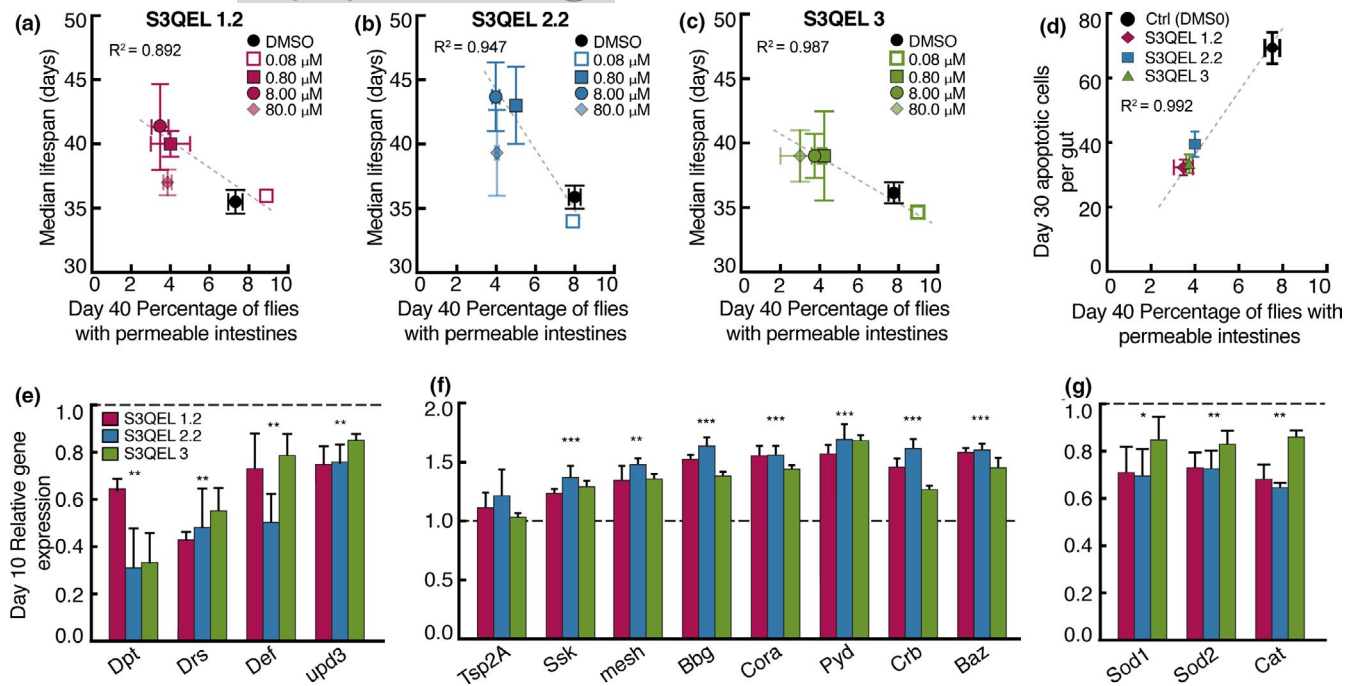 (a)
S3QEL 1.2
R² = 0.892
DMSO
0.08 μM
0.80 μM
8.00 μM
80.0 μM
Median lifespan (days)
50
45
40
35
30
0 2 4 6 8 10
Day 40 Percentage of flies
with permeable intestines
(b)
S3QEL 2.2
R² = 0.947
DMSO
0.08 μM
0.80 μM
8.00 μM
80.0 μM
Median lifespan (days)
50
45
40
35
30
0 2 4 6 8 10
Day 40 Percentage of flies
with permeable intestines
(c)
S3QEL 3
R² = 0.987
DMSO
0.08 μM
0.80 μM
8.00 μM
80.0 μM
Median lifespan (days)
50
45
40
35
30
0 2 4 6 8 10
Day 40 Percentage of flies
with permeable intestines
(d)
Ctrl (DMS0)
S3QEL 1.2
S3QEL 2.2
S3QEL 3
R² = 0.992
Day 30 apoptotic cells
per gut
80
60
40
20
0
0 2 4 6 8 10
Day 40 Percentage of flies with
permeable intestines
(e)
S3QEL 1.2
S3QEL 2.2
S3QEL 3
Day 10 Relative gene
expression
1.0
0.8
0.6
0.4
0.2
0.0
** ** ** **
Dpt Drs Def upd3
(f)
2.0
1.5
1.0
0.5
0.0
*** ** *** *** *** *** ***
Tsp2A Ssk mesh Bbg Cora Pyd Crb Baz
(g)
1.0
0.8
0.6
0.4
0.2
0.0
* ** **
Sod1 Sod2 Cat